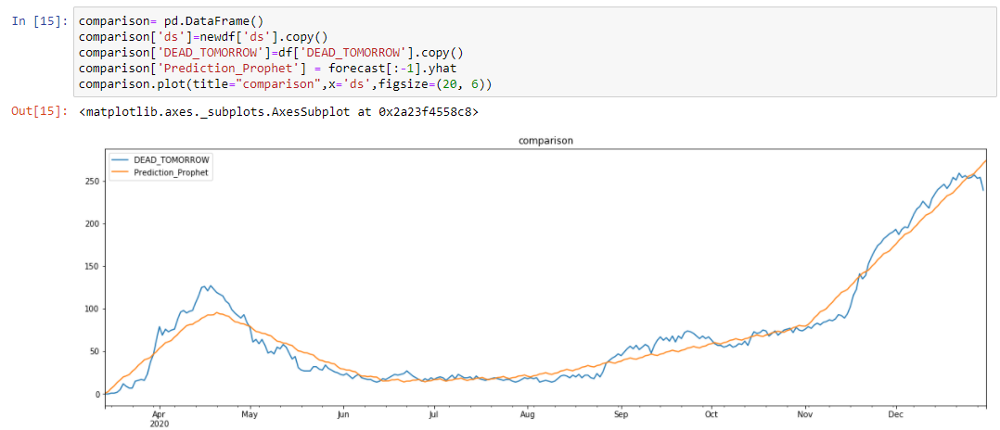 In [15]: comparison= pd.DataFrame()
comparison['ds']=newdf['ds'].copy()
comparison['DEAD_TOMORROW']=df['DEAD_TOMORROW'].copy()
comparison['Prediction_Prophet'] = forecast[:-1].yhat
comparison.plot(title="comparison",x='ds',figsize=(20, 6))
Out[15]: <matplotlib.axes._subplots.AxesSubplot at 0x2a23f4558c8>
comparison
DEAD_TOMORROW
Prediction_Prophet
250
200
150
100
50
0
Apr May Jun Jul Aug Sep Oct Nov Dec
2020